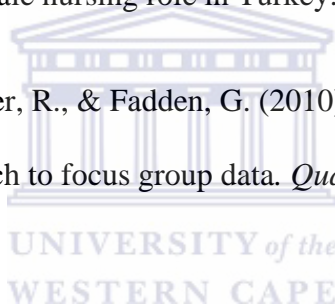 ale nursing role in Turkey.
er, R., & Fadden, G. (2010)
ch to focus group data. Qua
UNIVERSITY of the
WESTERN CAPE